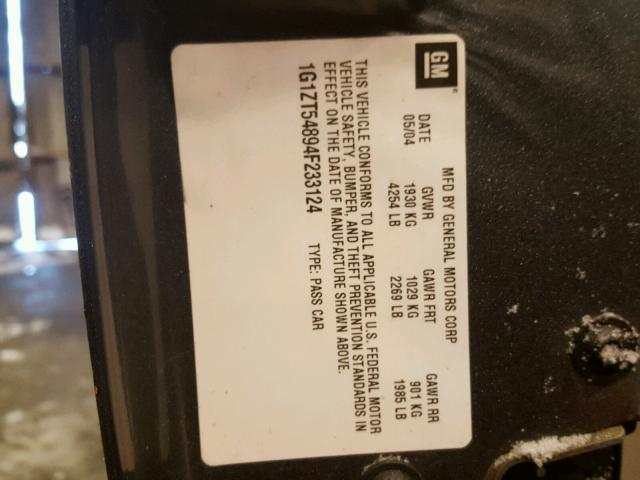 GM
MFD BY GENERAL MOTORS CORP
DATE GVWR GAWR FRT GAWR RR
05/04 1930 KG 1029 KG 901 KG
4254 LB 2269 LB 1985 LB
THIS VEHICLE CONFORMS TO ALL APPLICABLE U.S. FEDERAL MOTOR
VEHICLE SAFETY, BUMPER, AND THEFT PREVENTION STANDARDS IN
EFFECT ON THE DATE OF MANUFACTURE SHOWN ABOVE.
1G1ZT54894F233124 TYPE: PASS CAR